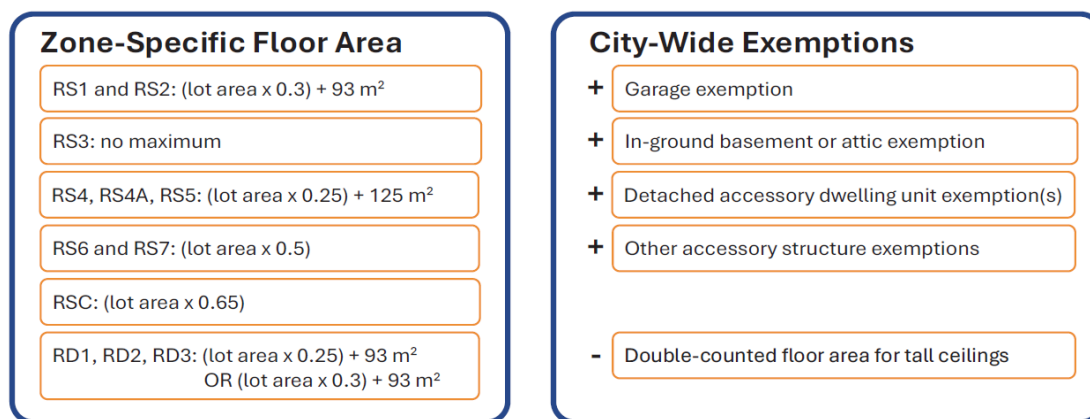 Zone-Specific Floor Area
RS1 and RS2: (lot area x 0.3) + 93 m²
RS3: no maximum
RS4, RS4A, RS5: (lot area x 0.25) + 125 m²
RS6 and RS7: (lot area x 0.5)
RSC: (lot area x 0.65)
RD1, RD2, RD3: (lot area x 0.25) + 93 m²
OR (lot area x 0.3) + 93 m²
City-Wide Exemptions
+ Garage exemption
+ In-ground basement or attic exemption
+ Detached accessory dwelling unit exemption(s)
+ Other accessory structure exemptions
- Double-counted floor area for tall ceilings